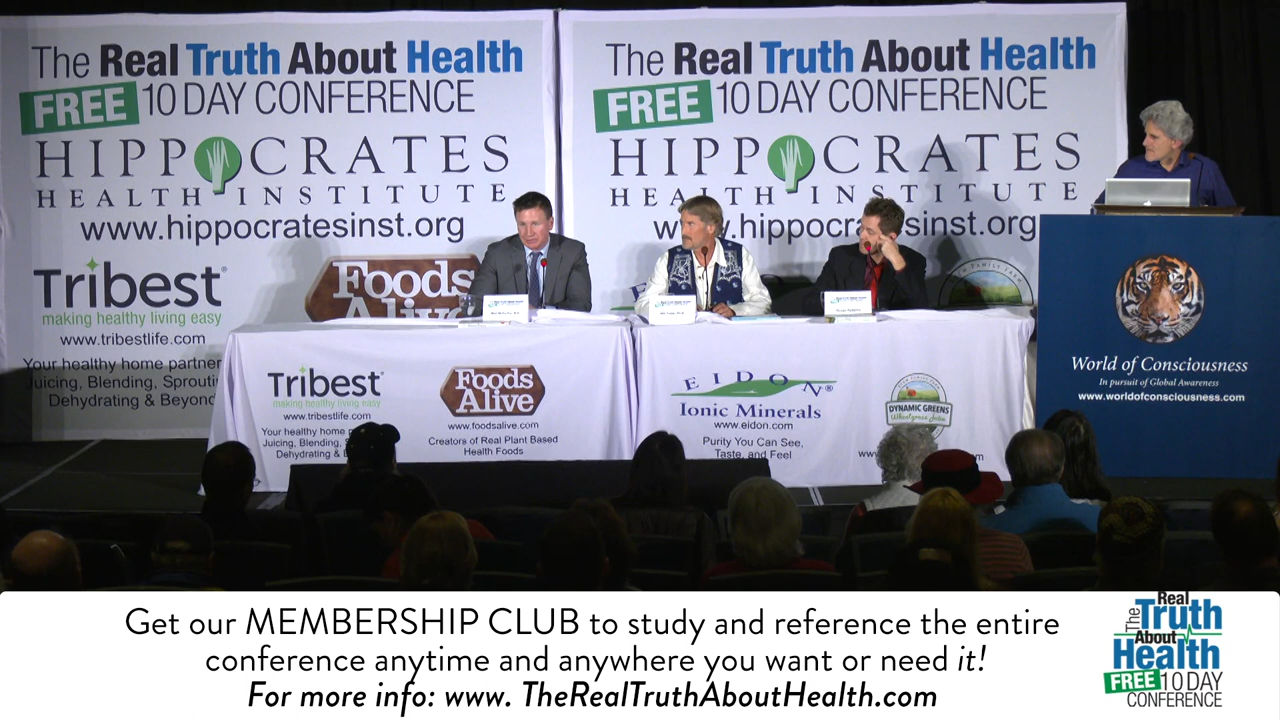 The Real Truth About Health
FREE 10 DAY CONFERENCE
HIPPOCRATES
HEALTH INSTITUTE
www.hippocratesinst.org
Tribest®
making healthy living easy
www.tribestlife.com
Your healthy home partner
Juicing, Blending, Sprouti
Dehydrating & Beyond
Foods
Alive
The Real Truth About Health
FREE 10 DAY CONFERENCE
HIPPOCRATES
HEALTH INSTITUTE
www.hippocratesinst.org
Tribest®
making healthy living easy
www.tribestlife.com
Your healthy home p
Juicing, Blending, S
Dehydrating &
Foods
Alive
www.foodsalive.com
Creators of Real Plant Based
Health Foods
EIDON®
Ionic Minerals
www.eidon.com
Purity You Can See,
Taste, and Feel
DYNAMIC GREENS
Wheatgrass Juice
World of Consciousness
In pursuit of Global Awareness
www.worldofconsciousness.com
Get our MEMBERSHIP CLUB to study and reference the entire
conference anytime and anywhere you want or need it!
For more info: www. TheRealTruthAboutHealth.com
The Real
Truth
About
Health
FREE 10 DAY
CONFERENCE